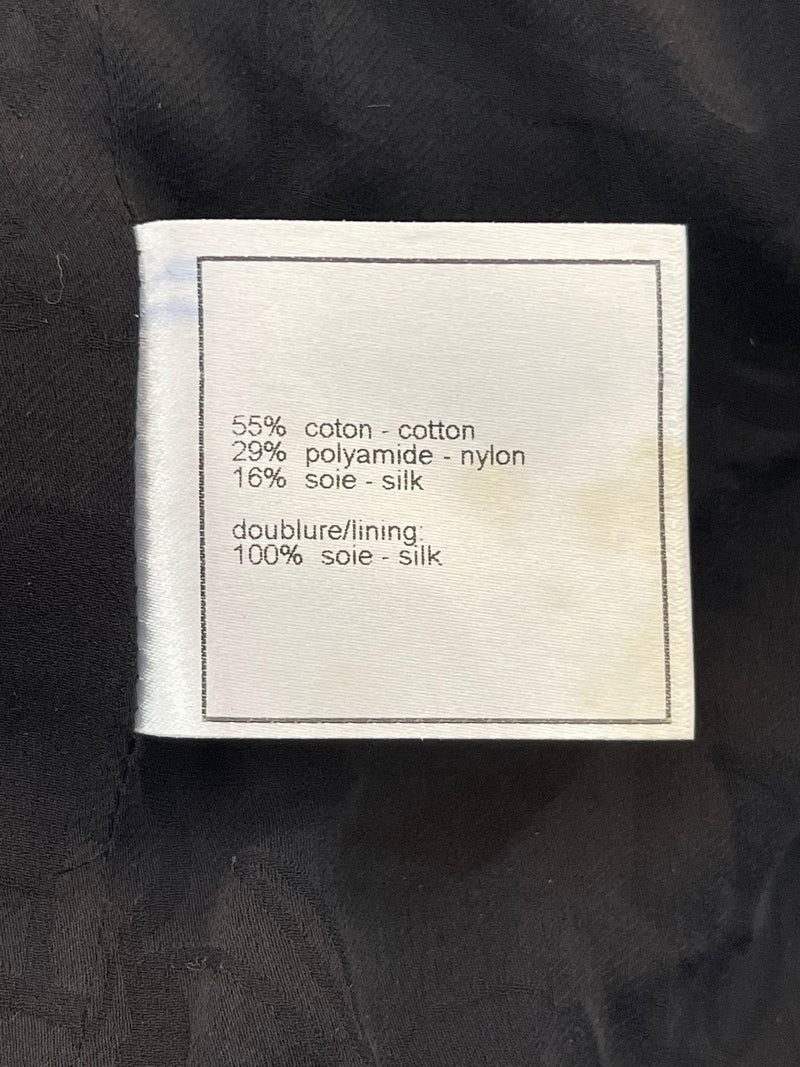 55% coton - cotton
29% polyamide - nylon
16% soie - silk
doublure/lining:
100% soie - silk